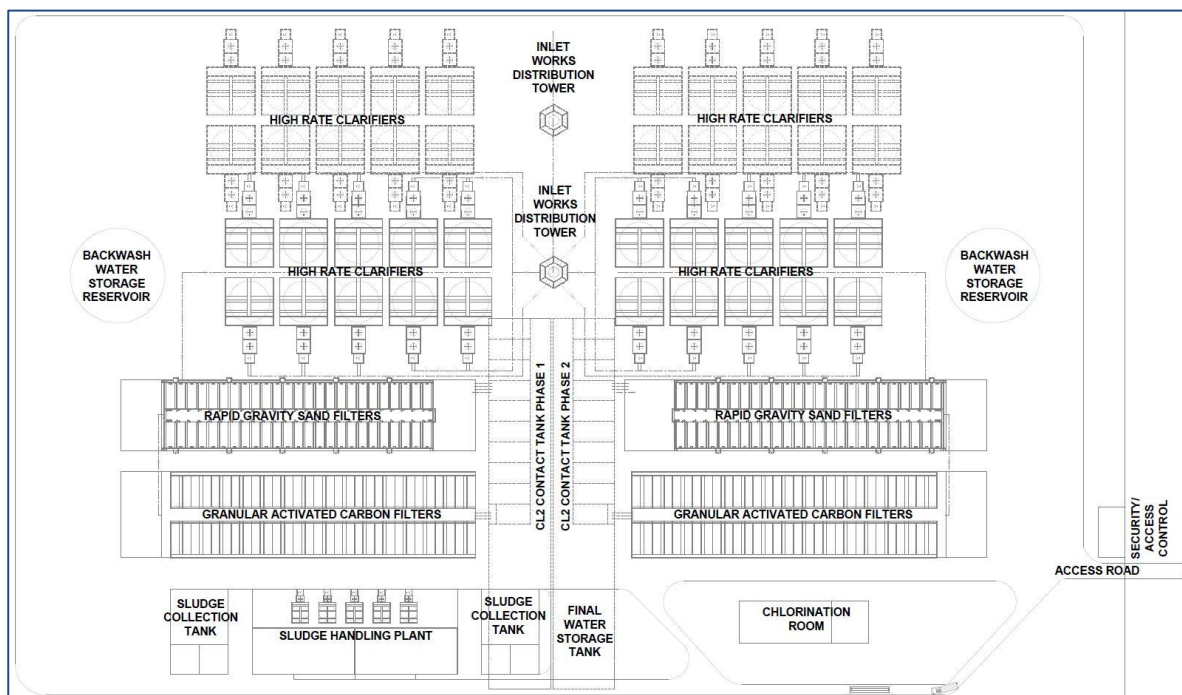 INLET
WORKS
DISTRIBUTION
TOWER
HIGH RATE CLARIFIERS
HIGH RATE CLARIFIERS
INLET
WORKS
DISTRIBUTION
TOWER
BACKWASH
WATER
STORAGE
RESERVOIR
HIGH RATE CLARIFIERS
HIGH RATE CLARIFIERS
BACKWASH
WATER
STORAGE
RESERVOIR
CL2 CONTACT TANK PHASE 1
CL2 CONTACT TANK PHASE 2
RAPID GRAVITY SAND FILTERS
RAPID GRAVITY SAND FILTERS
GRANULAR ACTIVATED CARBON FILTERS
GRANULAR ACTIVATED CARBON FILTERS
SECURITY/
ACCESS
CONTROL
ACCESS ROAD
SLUDGE
COLLECTION
TANK
SLUDGE HANDLING PLANT
SLUDGE
COLLECTION
TANK
FINAL
WATER
STORAGE
TANK
CHLORINATION
ROOM